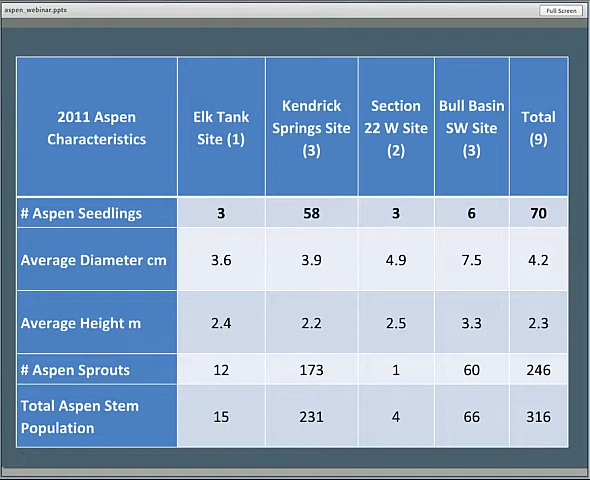 aspen_webinar.pptx
Full Screen
2011 Aspen
Characteristics
Elk Tank
Site (1)
Kendrick
Springs Site
(3)
Section
22 W Site
(2)
Bull Basin
SW Site
(3)
Total
(9)
# Aspen Seedlings 3 58 3 6 70
Average Diameter cm 3.6 3.9 4.9 7.5 4.2
Average Height m 2.4 2.2 2.5 3.3 2.3
# Aspen Sprouts 12 173 1 60 246
Total Aspen Stem
Population
15 231 4 66 316